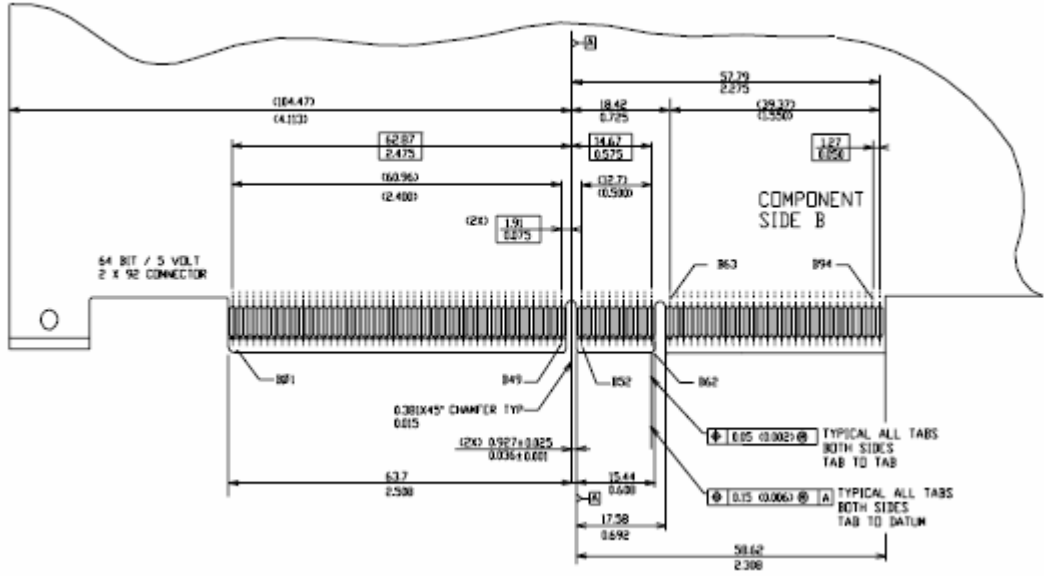 A
57.79
2.275
(104.47)
(4.113)
18.42
0.725
(39.37)
(1.550)
62.87
2.475
14.67
0.575
1.27
0.050
(60.96)
(2.400)
(12.7)
(0.500)
(2X)
1.91
0.075
COMPONENT
SIDE B
64 BIT / 5 VOLT
2 X 92 CONNECTOR
B63
B94
B01
B49
B52
B62
0.381X45° CHAMFER TYP
0.015
(2X) 0.927±0.025
0.036±0.001
0.05 (0.002) Ⓜ TYPICAL ALL TABS
BOTH SIDES
TAB TO TAB
63.7
2.508
15.44
0.608
A
0.15 (0.006) Ⓜ A TYPICAL ALL TABS
BOTH SIDES
TAB TO DATUM
17.58
0.692
58.62
2.308